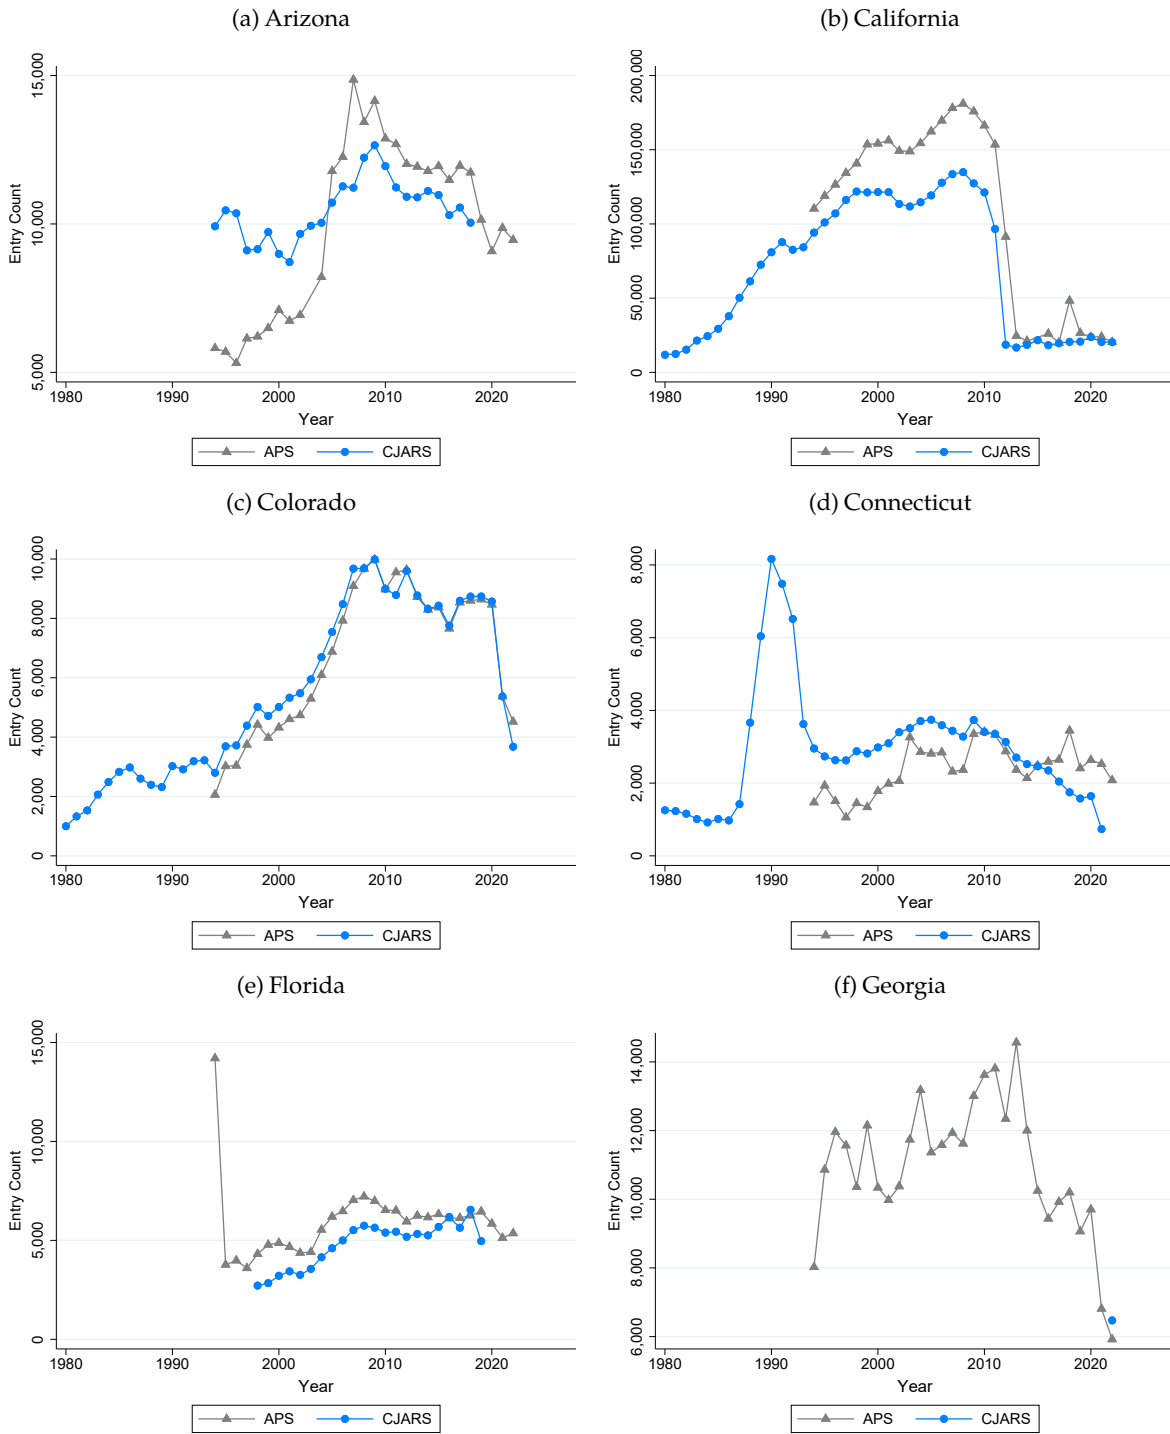 (a) Arizona
Entry Count
15,000
10,000
5,000
1980 1990 2000 2010 2020
Year
APS CJARS
(b) California
Entry Count
200,000
150,000
100,000
50,000
0
1980 1990 2000 2010 2020
Year
APS CJARS
(c) Colorado
Entry Count
10,000
8,000
6,000
4,000
2,000
0
1980 1990 2000 2010 2020
Year
APS CJARS
(d) Connecticut
Entry Count
8,000
6,000
4,000
2,000
0
1980 1990 2000 2010 2020
Year
APS CJARS
(e) Florida
Entry Count
15,000
10,000
5,000
0
1980 1990 2000 2010 2020
Year
APS CJARS
(f) Georgia
Entry Count
14,000
12,000
10,000
8,000
6,000
1980 1990 2000 2010 2020
Year
APS CJARS